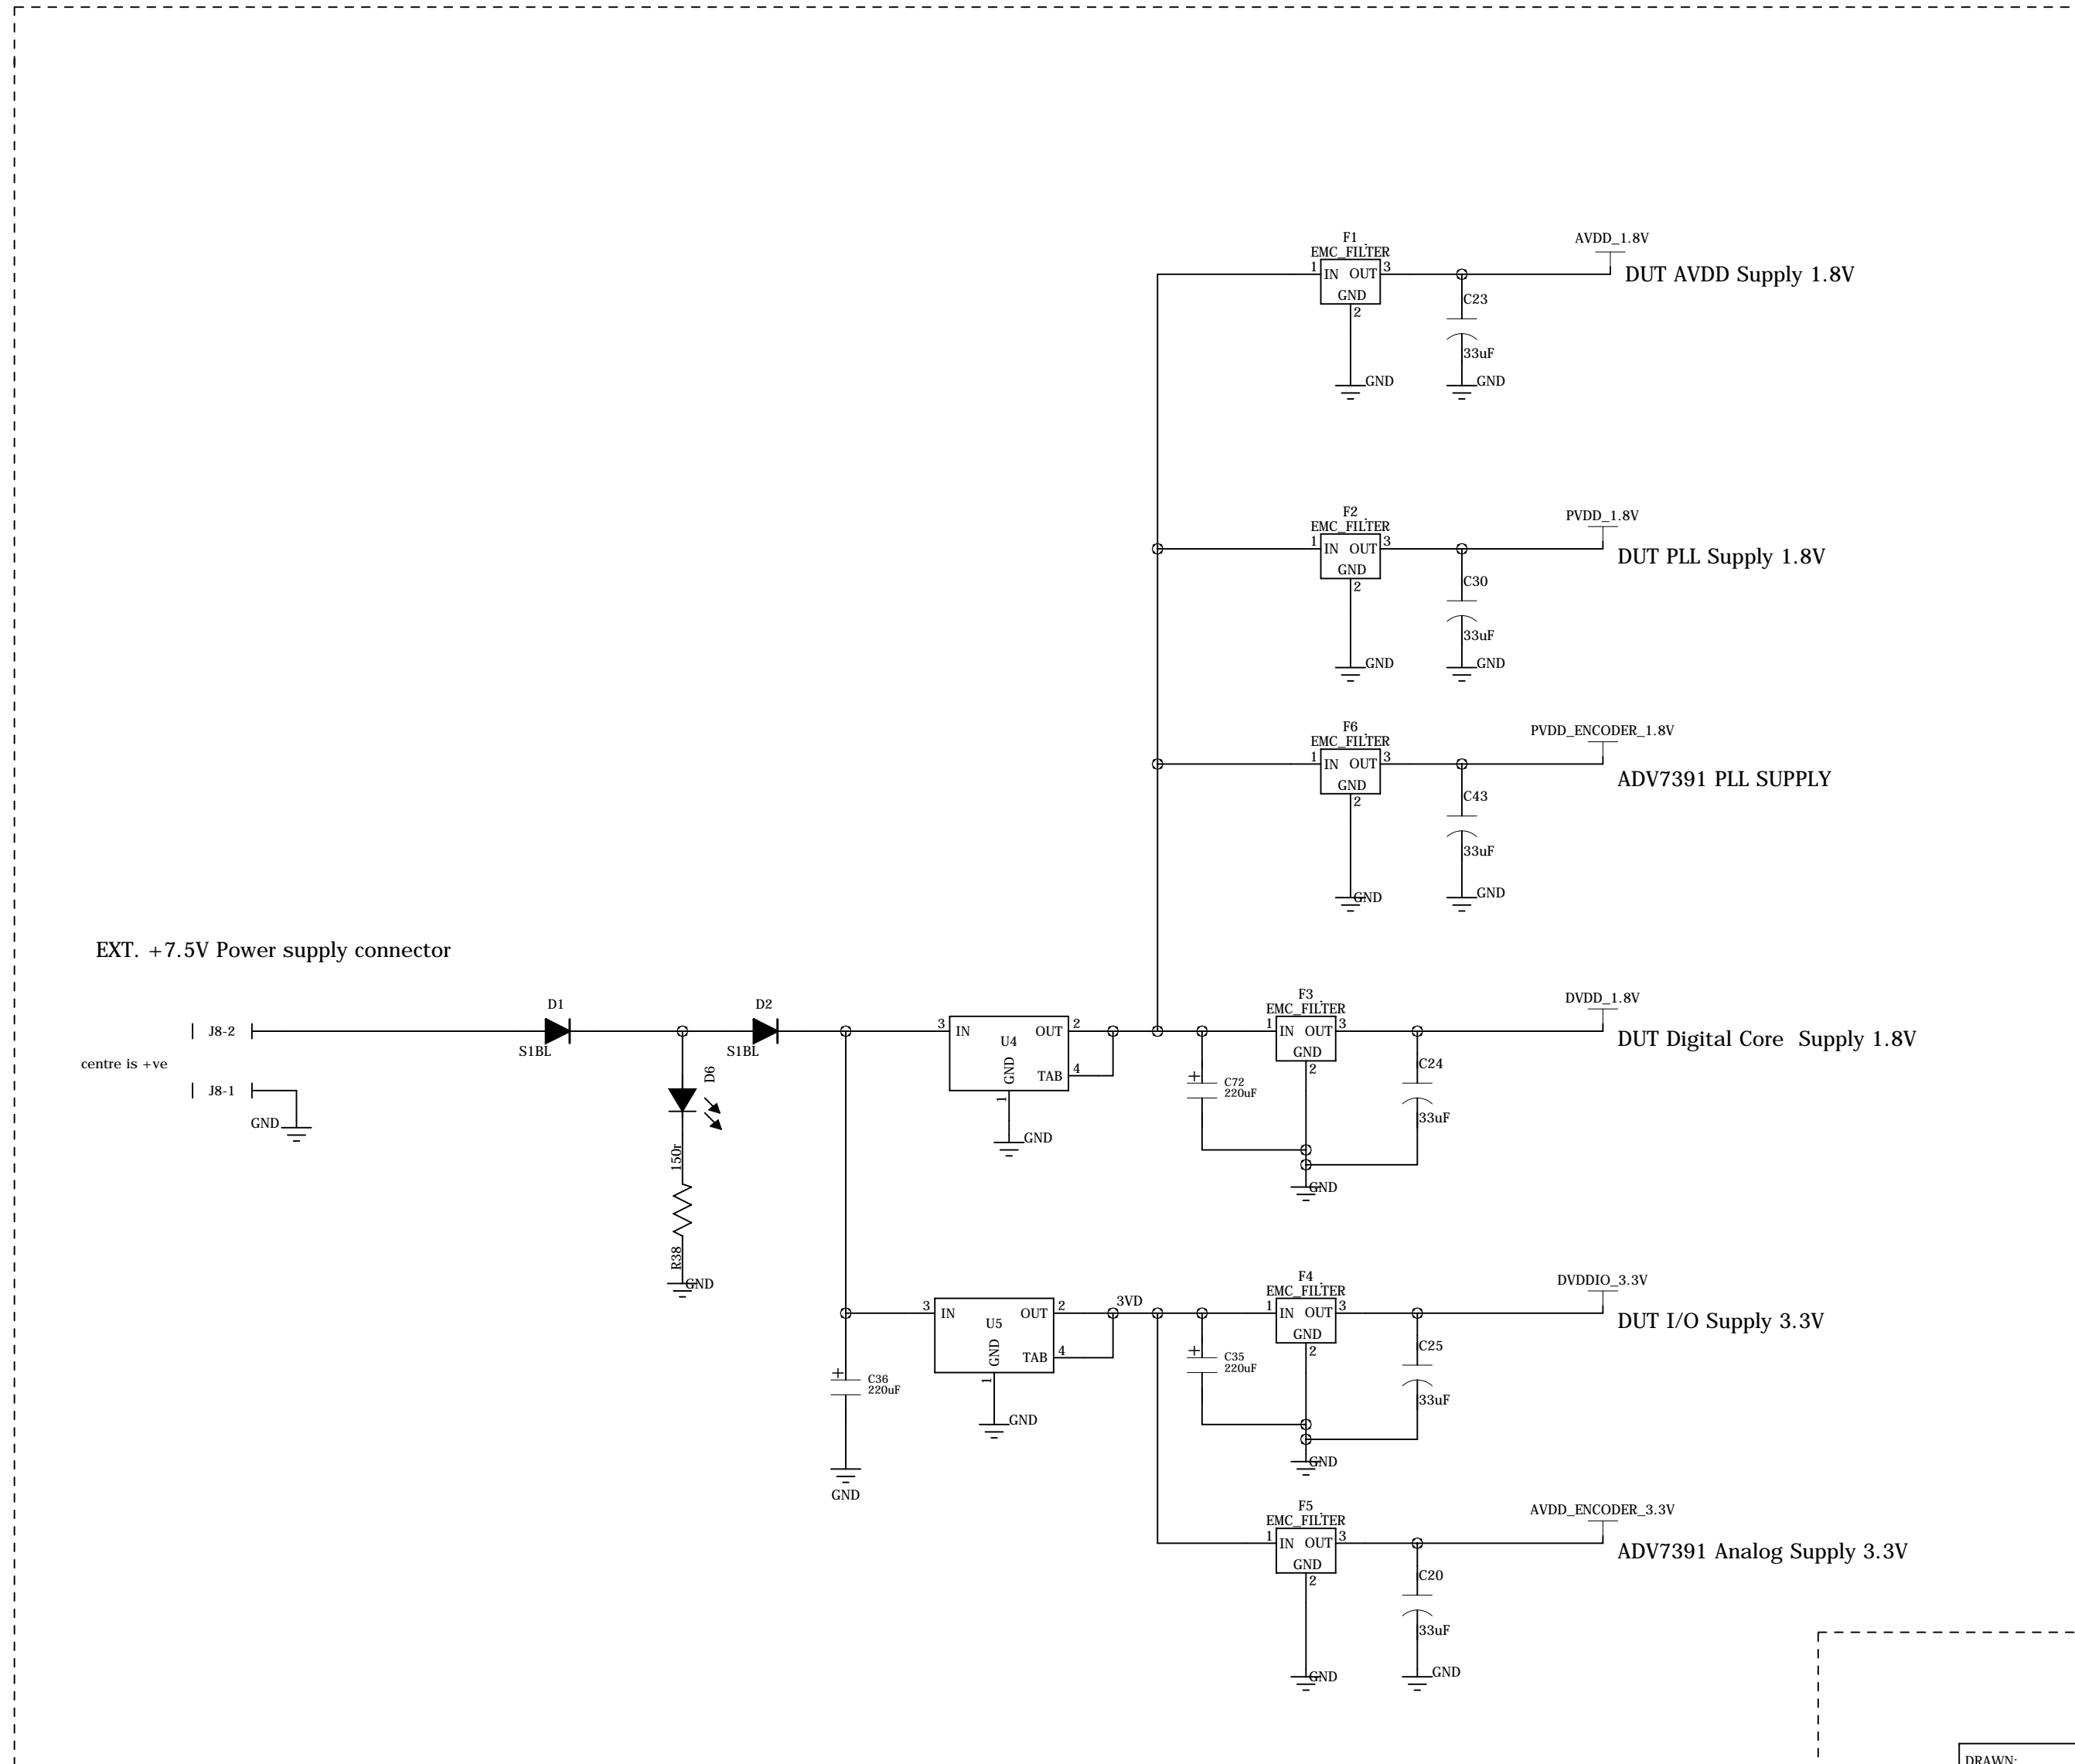 F1
EMC_FILTER
1 IN OUT 3
GND
2
GND
C23
33uF
GND
AVDD_1.8V
DUT AVDD Supply 1.8V
F2
EMC_FILTER
1 IN OUT 3
GND
2
GND
C30
33uF
GND
PVDD_1.8V
DUT PLL Supply 1.8V
F6
EMC_FILTER
1 IN OUT 3
GND
2
GND
C43
33uF
GND
PVDD_ENCODER_1.8V
ADV7391 PLL SUPPLY
EXT. +7.5V Power supply connector
J8-2
centre is +ve
J8-1
GND
D1
S1BL
D2
S1BL
D6
150r
R38
GND
3 IN OUT 2
U4
GND
TAB 4
1
GND
+
C72
220uF
F3
EMC_FILTER
1 IN OUT 3
GND
2
GND
C24
33uF
DVDD_1.8V
DUT Digital Core  Supply 1.8V
+
C36
220uF
GND
3 IN OUT 2
U5
GND
TAB 4
1
GND
3VD
+
C35
220uF
F4
EMC_FILTER
1 IN OUT 3
GND
2
GND
C25
33uF
DVDDIO_3.3V
DUT I/O Supply 3.3V
F5
EMC_FILTER
1 IN OUT 3
GND
2
GND
C20
33uF
GND
AVDD_ENCODER_3.3V
ADV7391 Analog Supply 3.3V
DRAWN: